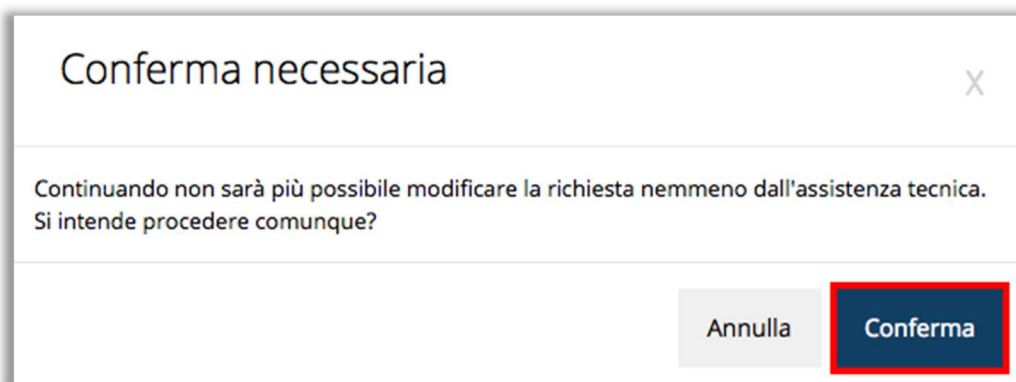 Conferma necessaria
X
Continuando non sarà più possibile modificare la richiesta nemmeno dall'assistenza tecnica.
Si intende procedere comunque?
Annulla
Conferma